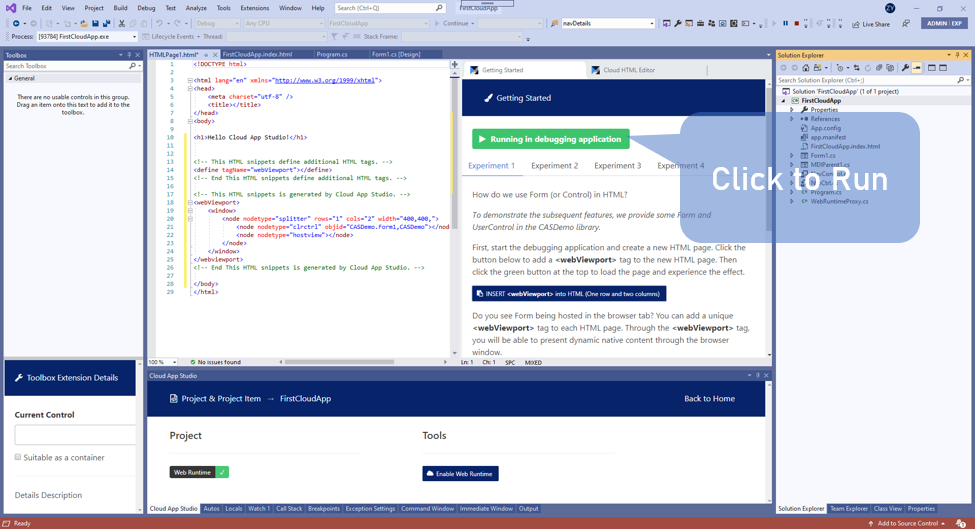 File Edit View Project Build Debug Test Analyze Tools Extensions Window Help Search (Ctrl+Q) FirstCloudApp ZV
Debug Any CPU FirstCloudApp Continue navDetails Live Share ADMIN | EXP
Process: [93784] FirstCloudApp.exe Lifecycle Events Thread: Stack Frame:
Toolbox
Search Toolbox
General
There are no usable controls in this group.
Drag an item onto this text to add it to the
toolbox.
Toolbox Extension Details
Current Control
Suitable as a container
Details Description
HTMLPage1.html* FirstCloudApp.index.html Program.cs Form1.cs [Design]
1 <!DOCTYPE html>
2
3 <html lang="en" xmlns="http://www.w3.org/1999/xhtml">
4 <head>
5 <meta charset="utf-8" />
6 <title></title>
7 </head>
8 <body>
9
10 <h1>Hello Cloud App Studio!</h1>
11
12
13 <!-- This HTML snippets define additional HTML tags. -->
14 <define tagName="webViewport"></define>
15 <!-- End This HTML snippets define additional HTML tags. -->
16
17 <!-- This HTML snippets is generated by Cloud App Studio. -->
18 <webViewport>
19 <window>
20 <node nodetype="splitter" rows="1" cols="2" width="400,400,">
21 <node nodetype="clrctrl" objid="CASDemo.Form1,CASDemo"></nod
22 <node nodetype="hostview"></node>
23 </node>
24 </window>
25 </webviewport>
26 <!-- End This HTML snippets is generated by Cloud App Studio. -->
27
28 </body>
29 </html>
100 % No issues found Ln: 1 Ch: 1 SPC MIXED
Getting Started Cloud HTML Editor
Getting Started
Running in debugging application
Experiment 1 Experiment 2 Experiment 3 Experiment 4
How do we use Form (or Control) in HTML?
To demonstrate the subsequent features, we provide some Form and
UserControl in the CASDemo library.
First, start the debugging application and create a new HTML page. Click the
button below to add a <webViewport> tag to the new HTML page. Then
click the green button at the top to load the page and experience the effect.
INSERT <webViewport> into HTML (One row and two columns)
Do you see Form being hosted in the browser tab? You can add a unique
<webViewport> tag to each HTML page. Through the <webViewport> tag,
you will be able to present dynamic native content through the browser
window.
Click to Run
Cloud App Studio
Project & Project Item → FirstCloudApp Back to Home
Project Tools
Web Runtime Enable Web Runtime
Cloud App Studio Autos Locals Watch 1 Call Stack Breakpoints Exception Settings Command Window Immediate Window Output
Solution Explorer
Search Solution Explorer (Ctrl+;)
Solution 'FirstCloudApp' (1 of 1 project)
FirstCloudApp
Properties
References
App.config
app.manifest
FirstCloudApp.index.html
Form1.cs
MDIParent1.cs
Program.cs
WebRuntimeProxy.cs
Solution Explorer Team Explorer Class View Properties
Ready Add to Source Control